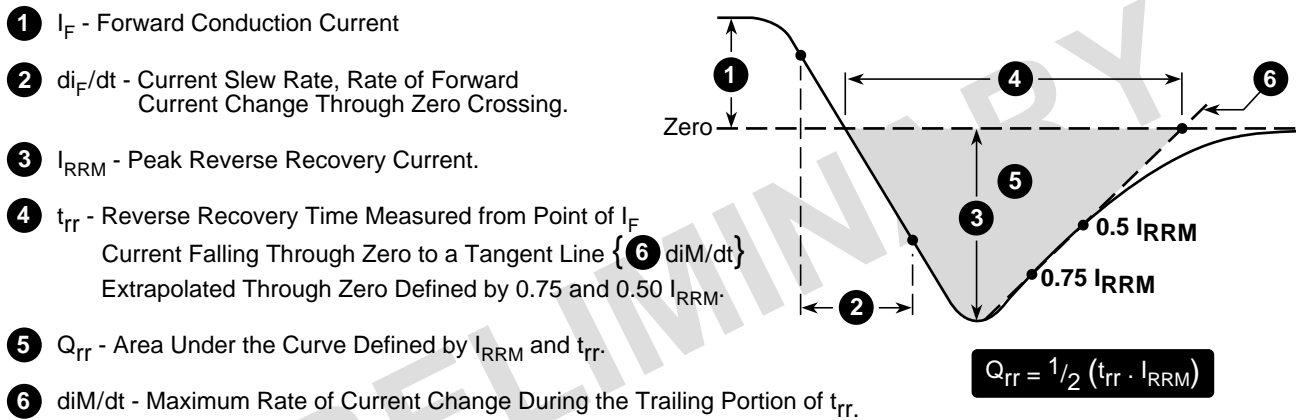 1 I_F - Forward Conduction Current
2 di_F/dt - Current Slew Rate, Rate of Forward
Current Change Through Zero Crossing.
3 I_RRM - Peak Reverse Recovery Current.
4 t_rr - Reverse Recovery Time Measured from Point of I_F
Current Falling Through Zero to a Tangent Line {6 diM/dt}
Extrapolated Through Zero Defined by 0.75 and 0.50 I_RRM.
5 Q_rr - Area Under the Curve Defined by I_RRM and t_rr.
6 diM/dt - Maximum Rate of Current Change During the Trailing Portion of t_rr.
1
4
6
Zero
5
3
0.5 I_RRM
0.75 I_RRM
2
Q_rr = 1/2 (t_rr . I_RRM)
PRELIMINARY